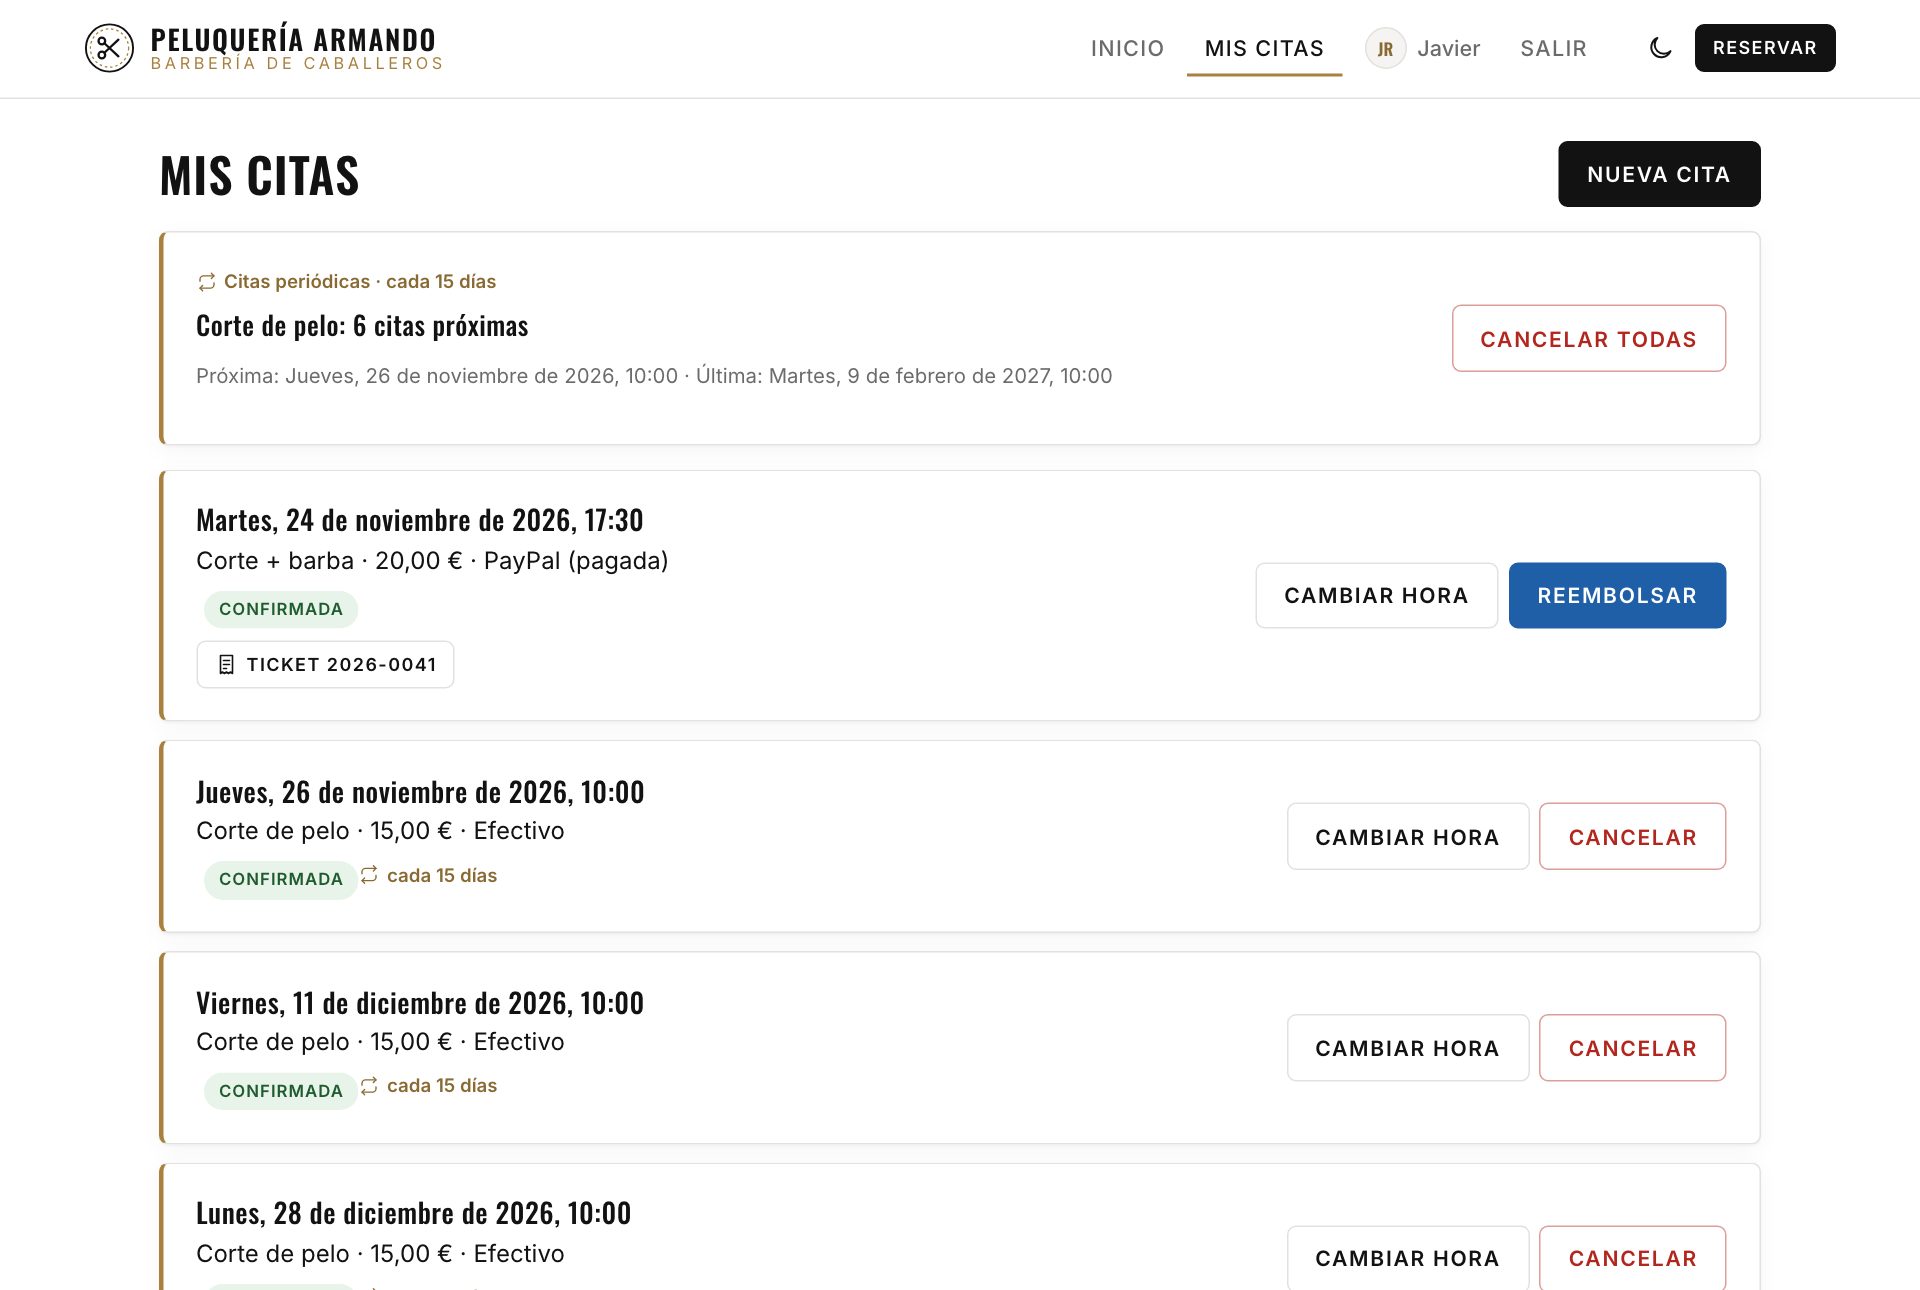 PELUQUERÍA ARMANDO
BARBERÍA DE CABALLEROS
INICIO
MIS CITAS
JR
Javier
SALIR
RESERVAR
MIS CITAS
NUEVA CITA
Citas periódicas · cada 15 días
Corte de pelo: 6 citas próximas
Próxima: Jueves, 26 de noviembre de 2026, 10:00 · Última: Martes, 9 de febrero de 2027, 10:00
CANCELAR TODAS
Martes, 24 de noviembre de 2026, 17:30
Corte + barba · 20,00 € · PayPal (pagada)
CONFIRMADA
TICKET 2026-0041
CAMBIAR HORA
REEMBOLSAR
Jueves, 26 de noviembre de 2026, 10:00
Corte de pelo · 15,00 € · Efectivo
CONFIRMADA
cada 15 días
CAMBIAR HORA
CANCELAR
Viernes, 11 de diciembre de 2026, 10:00
Corte de pelo · 15,00 € · Efectivo
CONFIRMADA
cada 15 días
CAMBIAR HORA
CANCELAR
Lunes, 28 de diciembre de 2026, 10:00
Corte de pelo · 15,00 € · Efectivo
CAMBIAR HORA
CANCELAR